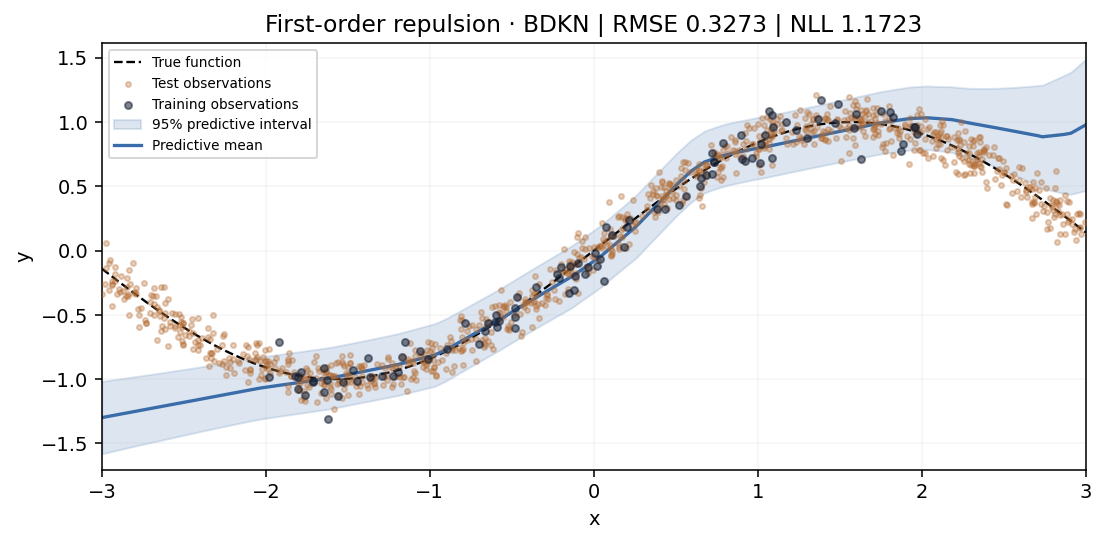 First-order repulsion · BDKN | RMSE 0.3273 | NLL 1.1723
True function
Test observations
Training observations
95% predictive interval
Predictive mean
1.5
1.0
0.5
0.0
−0.5
−1.0
−1.5
y
−3
−2
−1
0
1
2
3
x